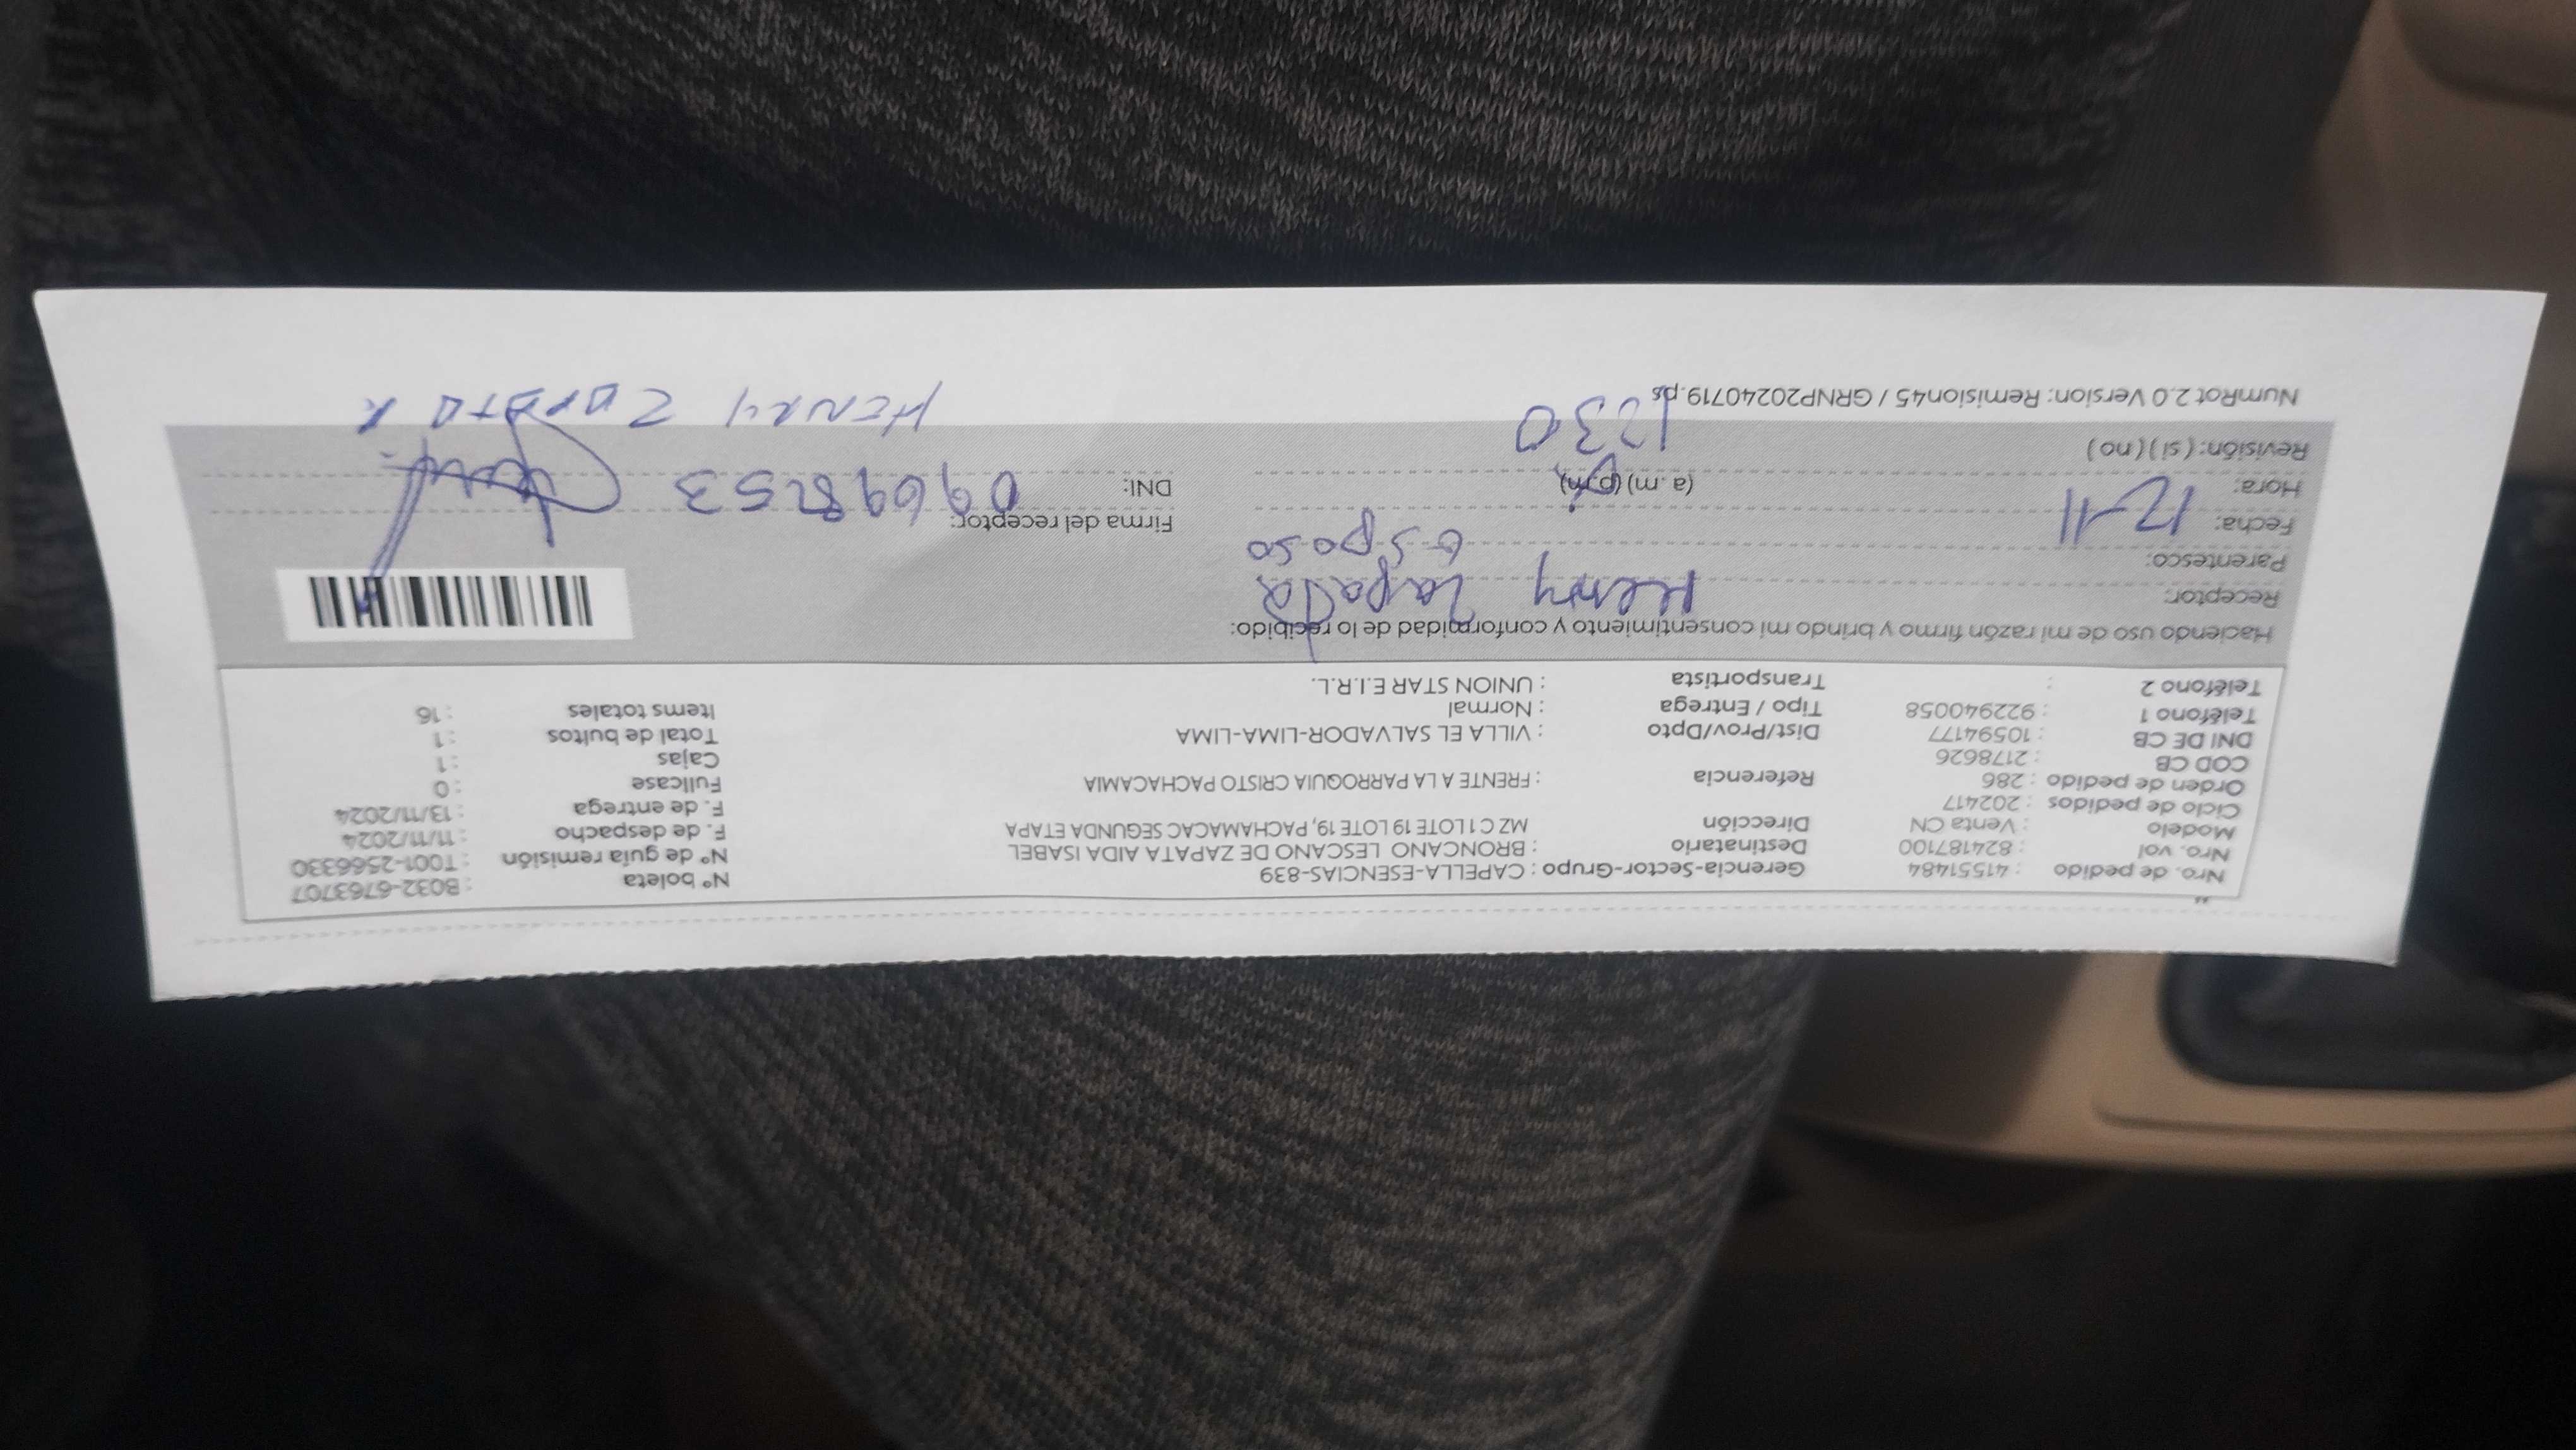 Nro. de pedido : 41551484 Gerencia-Sector-Grupo : CAPELLA-ESENCIAS-839 N° boleta : B032-6763707
Nro. vol : 824187100 Destinatario : BRONCANO LESCANO DE ZAPATA AIDA ISABEL N° de guía remisión : T001-2566330
Modelo : Venta CN Dirección MZ C 1 LOTE 19 LOTE 19, PACHAMACAC SEGUNDA ETAPA F. de despacho : 11/11/2024
Ciclo de pedidos : 202417 F. de entrega : 13/11/2024
Orden de pedido : 286 Referencia : FRENTE A LA PARROQUIA CRISTO PACHACAMIA Fullcase : 0
COD CB : 2178626 Cajas : 1
DNI DE CB : 10594177 Dist/Prov/Dpto : VILLA EL SALVADOR-LIMA-LIMA Total de bultos : 1
Teléfono 1 : 922940058 Tipo / Entrega : Normal Items totales : 16
Teléfono 2 : Transportista : UNION STAR E.I.R.L.
Haciendo uso de mi razón firmo y brindo mi consentimiento y conformidad de lo recibido:
Receptor: Henry Zapata
Parentesco: Esposo
Fecha: 12-11 Firma del receptor:
Hora: (a. m) (p.m) DNI: 09698253
Revisión: ( si ) ( no ) 1230
HENRY ZAPATA
NumRot 2.0 Version: Remision45 / GRNP20240719.ps